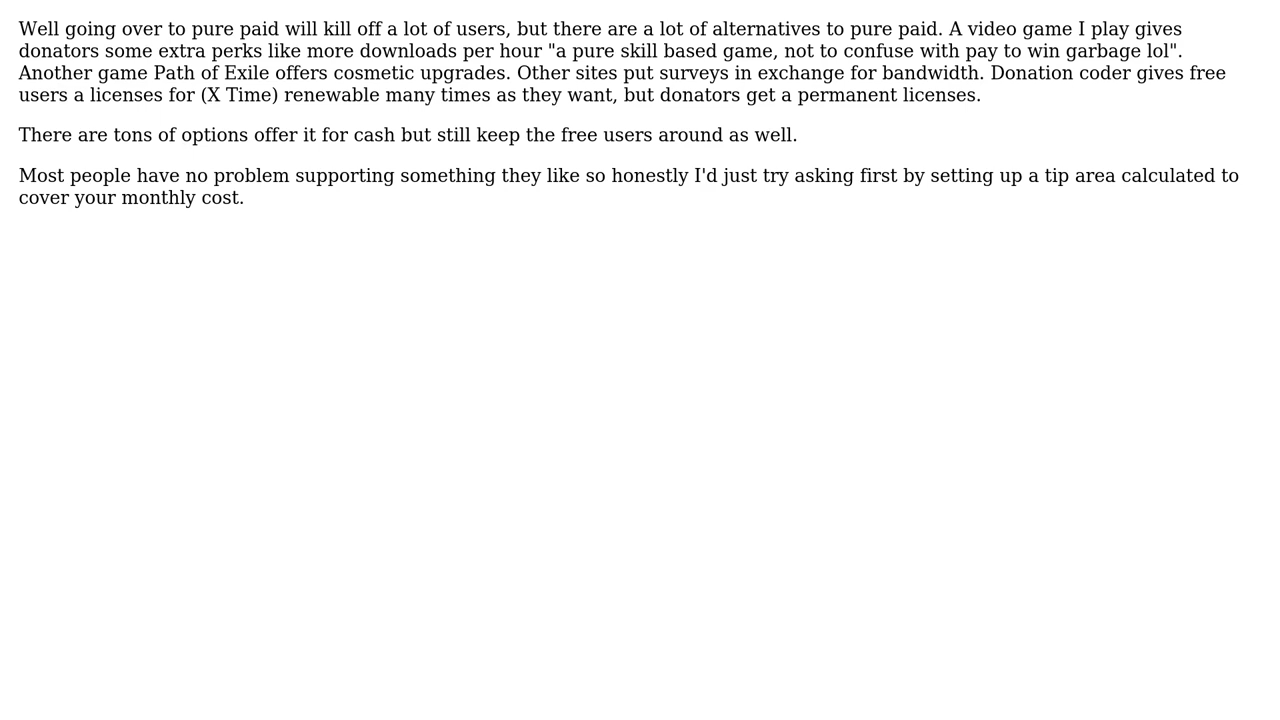 Well going over to pure paid will kill off a lot of users, but there are a lot of alternatives to pure paid. A video game I play gives
donators some extra perks like more downloads per hour "a pure skill based game, not to confuse with pay to win garbage lol".
Another game Path of Exile offers cosmetic upgrades. Other sites put surveys in exchange for bandwidth. Donation coder gives free
users a licenses for (X Time) renewable many times as they want, but donators get a permanent licenses.
There are tons of options offer it for cash but still keep the free users around as well.
Most people have no problem supporting something they like so honestly I'd just try asking first by setting up a tip area calculated to
cover your monthly cost.